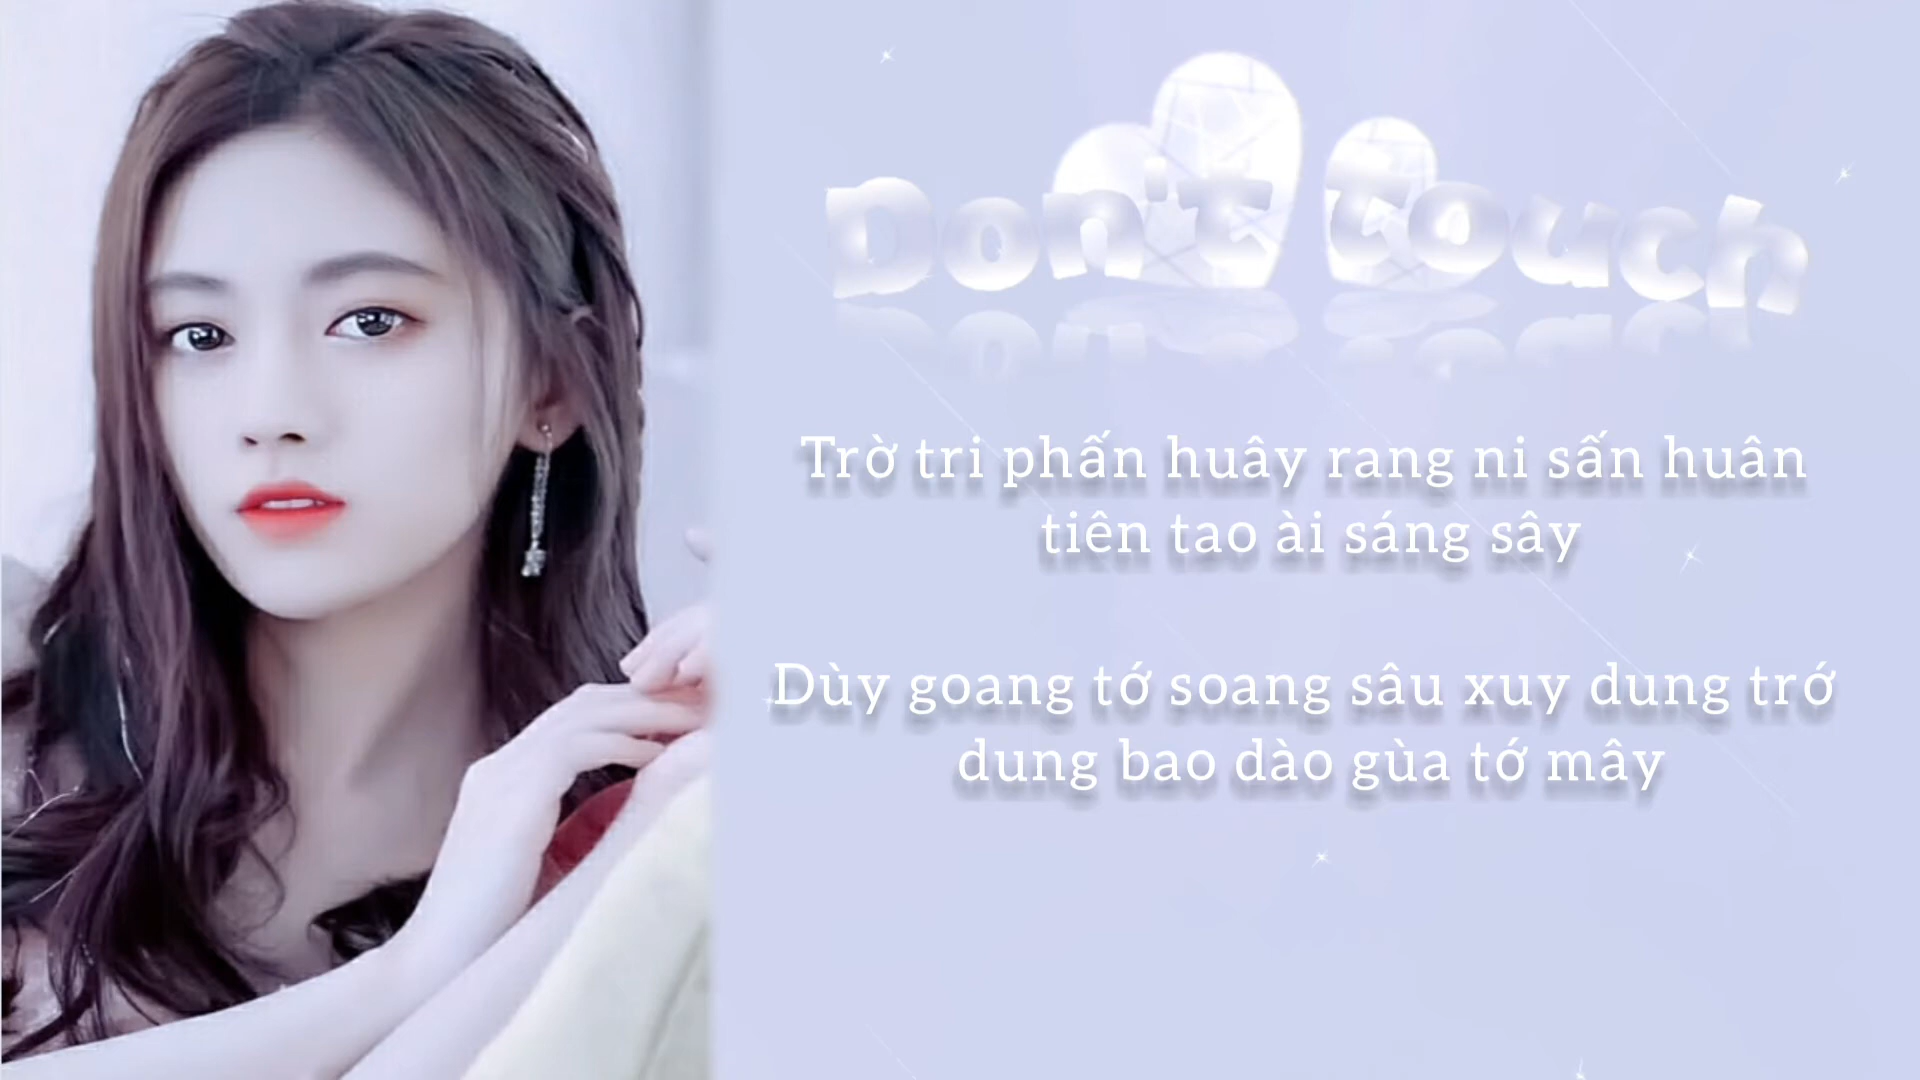 Don't touch
Trờ tri phấn huây rang ni sấn huân
tiên tao ài sáng sây
Dùy goang tớ soang sâu xuy dung trớ
dung bao dào gùa tớ mây